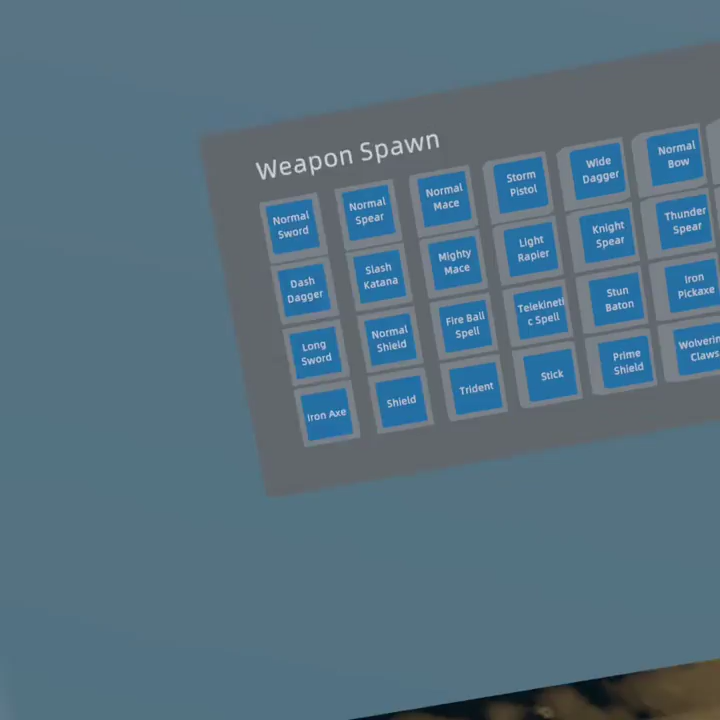 Weapon Spawn
Normal Sword
Normal Spear
Normal Mace
Storm Pistol
Wide Dagger
Normal Bow
Dash Dagger
Slash Katana
Mighty Mace
Light Rapier
Knight Spear
Thunder Spear
Long Sword
Normal Shield
Fire Ball Spell
Telekineti
c Spell
Stun Baton
Iron Pickaxe
Iron Axe
Shield
Trident
Stick
Prime Shield
Wolverin
Claws